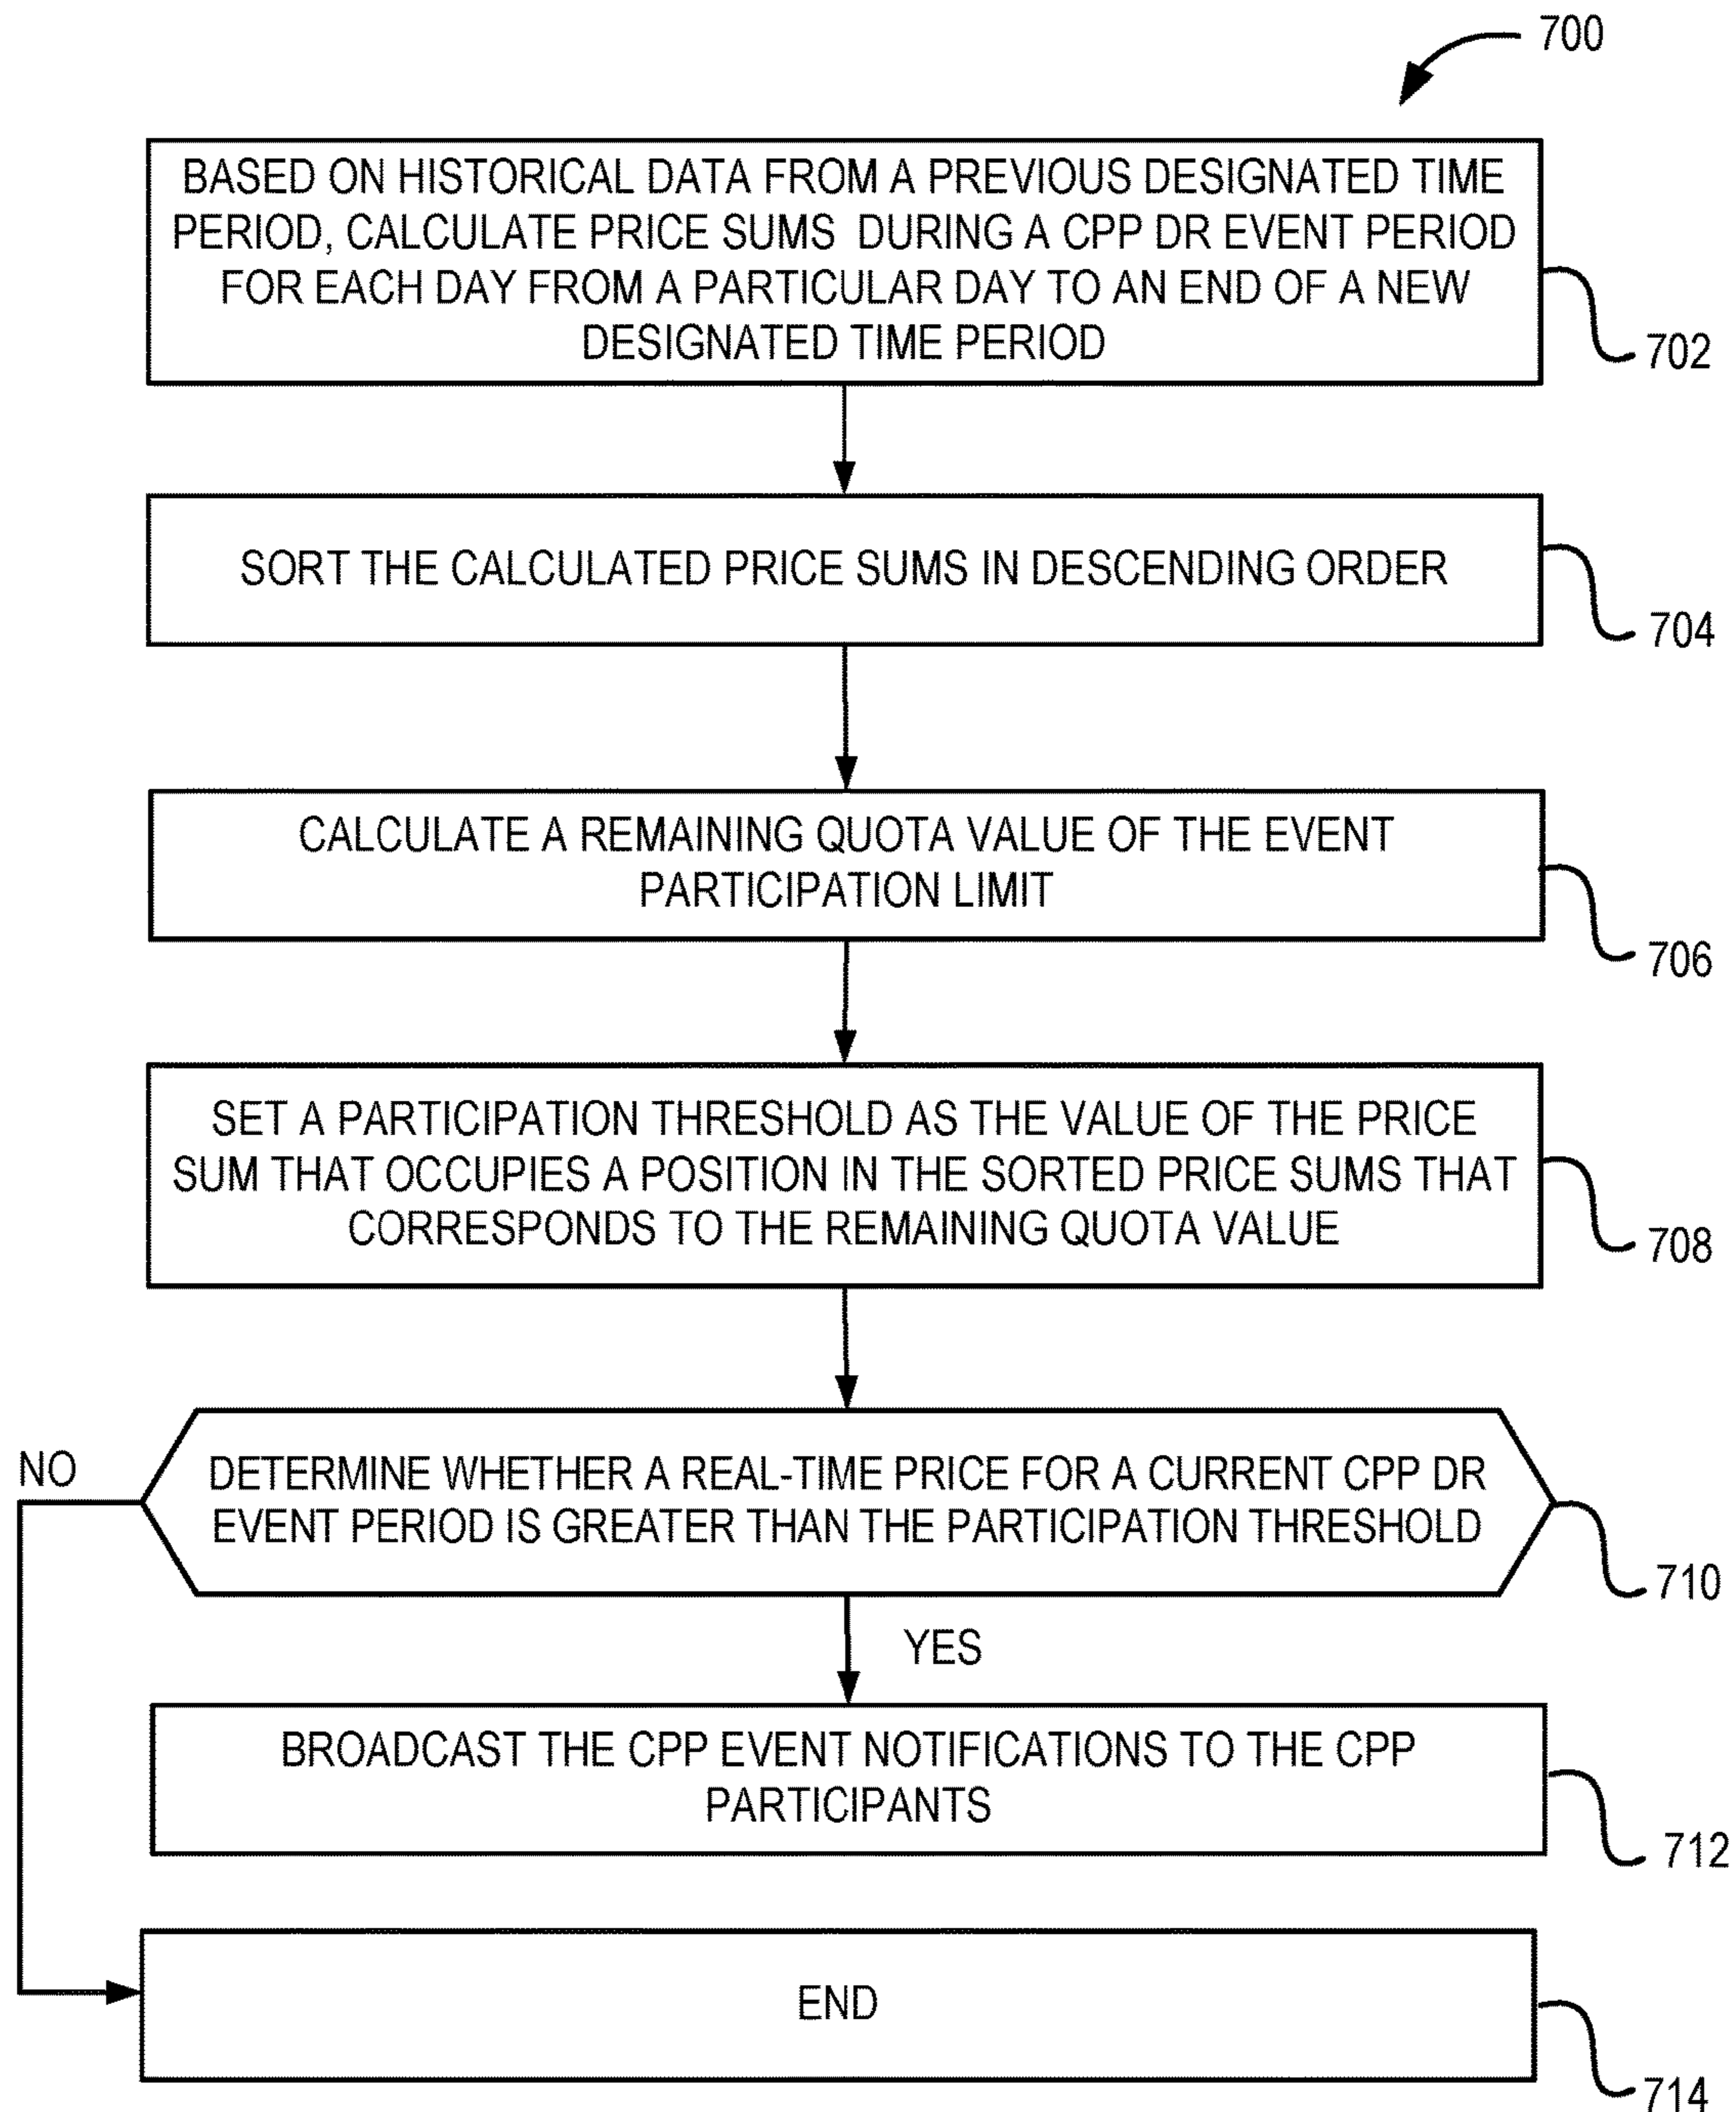 700
BASED ON HISTORICAL DATA FROM A PREVIOUS DESIGNATED TIME
PERIOD, CALCULATE PRICE SUMS DURING A CPP DR EVENT PERIOD
FOR EACH DAY FROM A PARTICULAR DAY TO AN END OF A NEW
DESIGNATED TIME PERIOD
702
SORT THE CALCULATED PRICE SUMS IN DESCENDING ORDER
704
CALCULATE A REMAINING QUOTA VALUE OF THE EVENT
PARTICIPATION LIMIT
706
SET A PARTICIPATION THRESHOLD AS THE VALUE OF THE PRICE
SUM THAT OCCUPIES A POSITION IN THE SORTED PRICE SUMS THAT
CORRESPONDS TO THE REMAINING QUOTA VALUE
708
NO
DETERMINE WHETHER A REAL-TIME PRICE FOR A CURRENT CPP DR
EVENT PERIOD IS GREATER THAN THE PARTICIPATION THRESHOLD
710
YES
BROADCAST THE CPP EVENT NOTIFICATIONS TO THE CPP
PARTICIPANTS
712
END
714